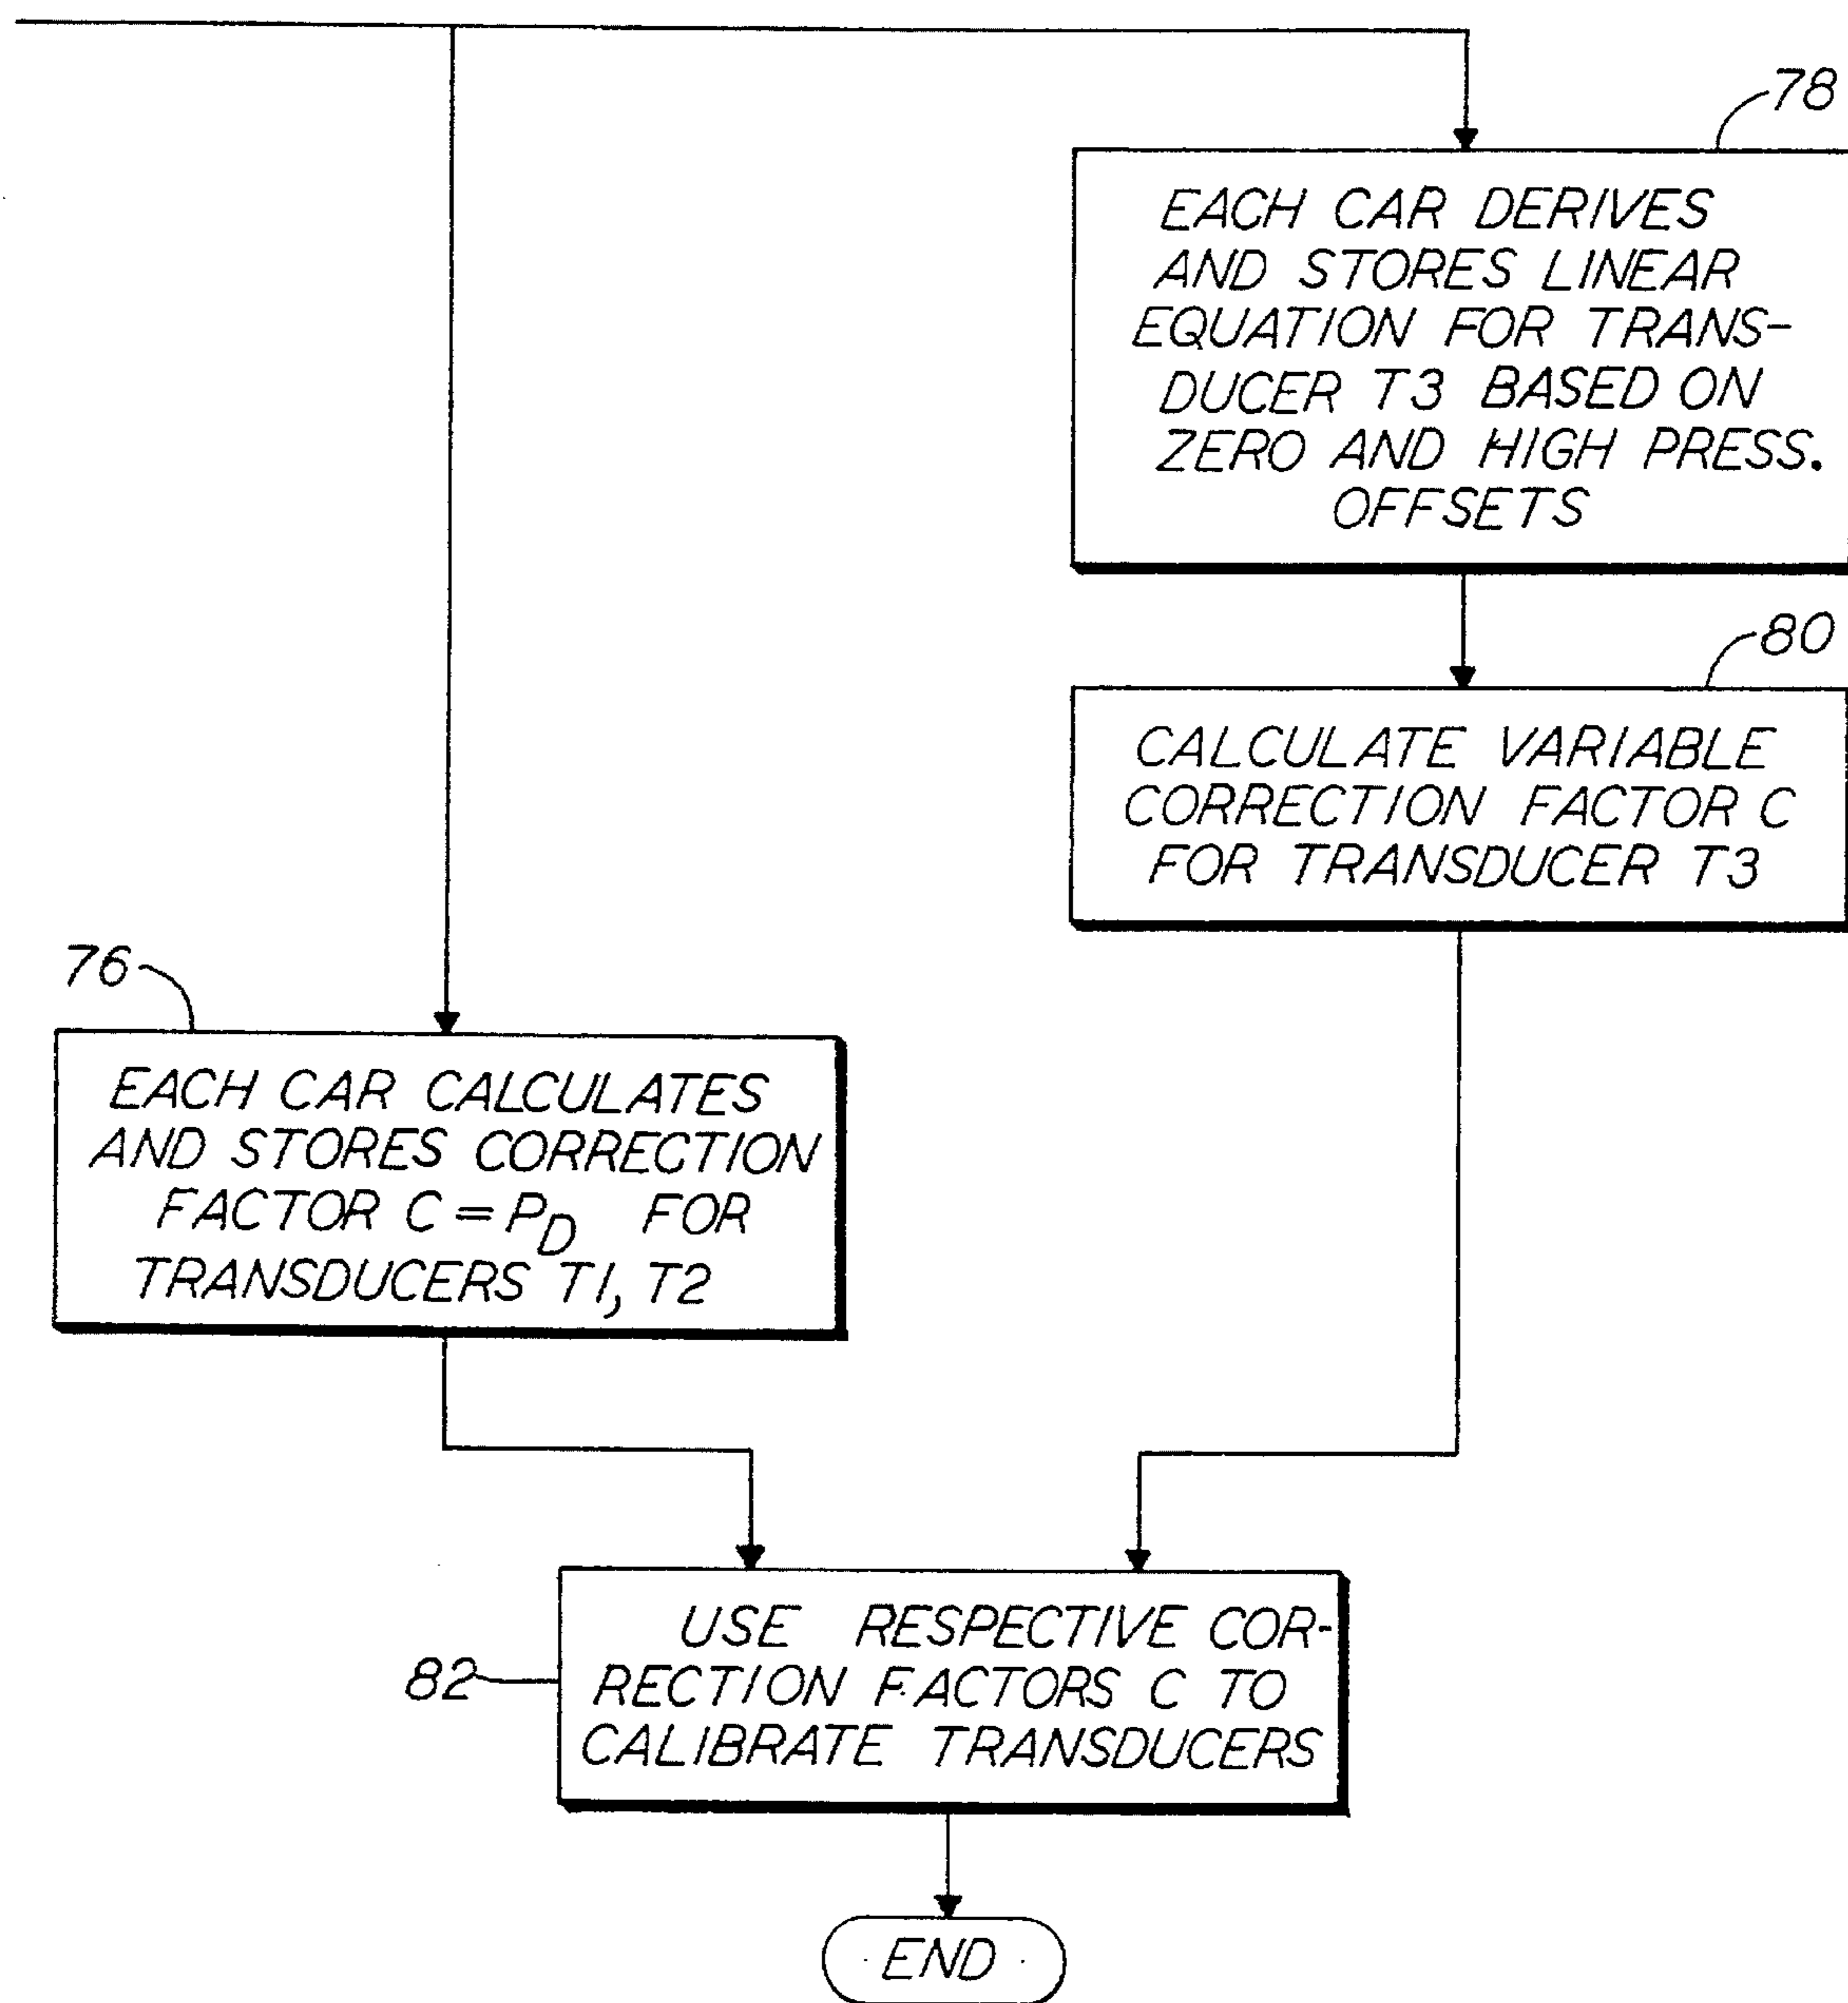 78
EACH CAR DERIVES
AND STORES LINEAR
EQUATION FOR TRANS-
DUCER T3 BASED ON
ZERO AND HIGH PRESS.
OFFSETS
80
CALCULATE VARIABLE
CORRECTION FACTOR C
FOR TRANSDUCER T3
76
EACH CAR CALCULATES
AND STORES CORRECTION
FACTOR C = P_D FOR
TRANSDUCERS T1, T2
82
USE RESPECTIVE COR-
RECTION FACTORS C TO
CALIBRATE TRANSDUCERS
END